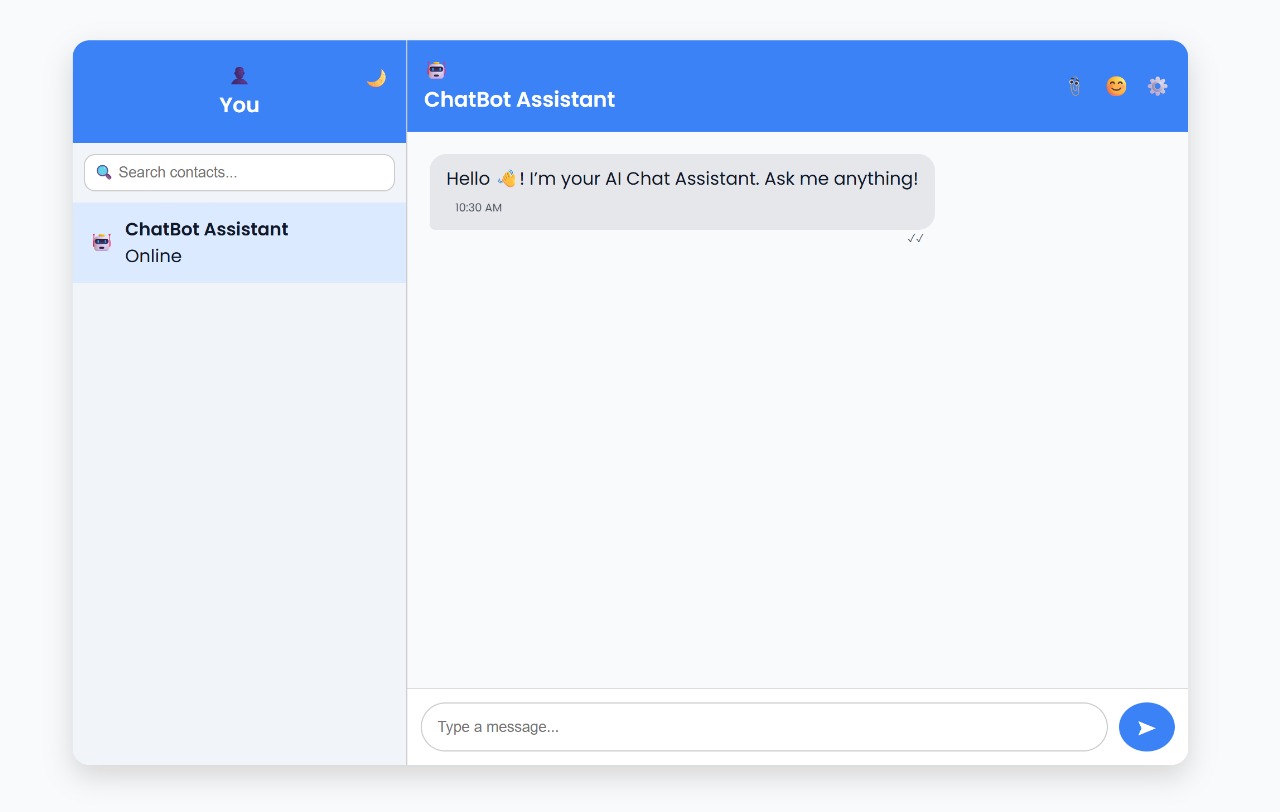 You
🔍 Search contacts...
ChatBot Assistant
Online
ChatBot Assistant
Hello 👋! I’m your AI Chat Assistant. Ask me anything!
10:30 AM
✓✓
Type a message...